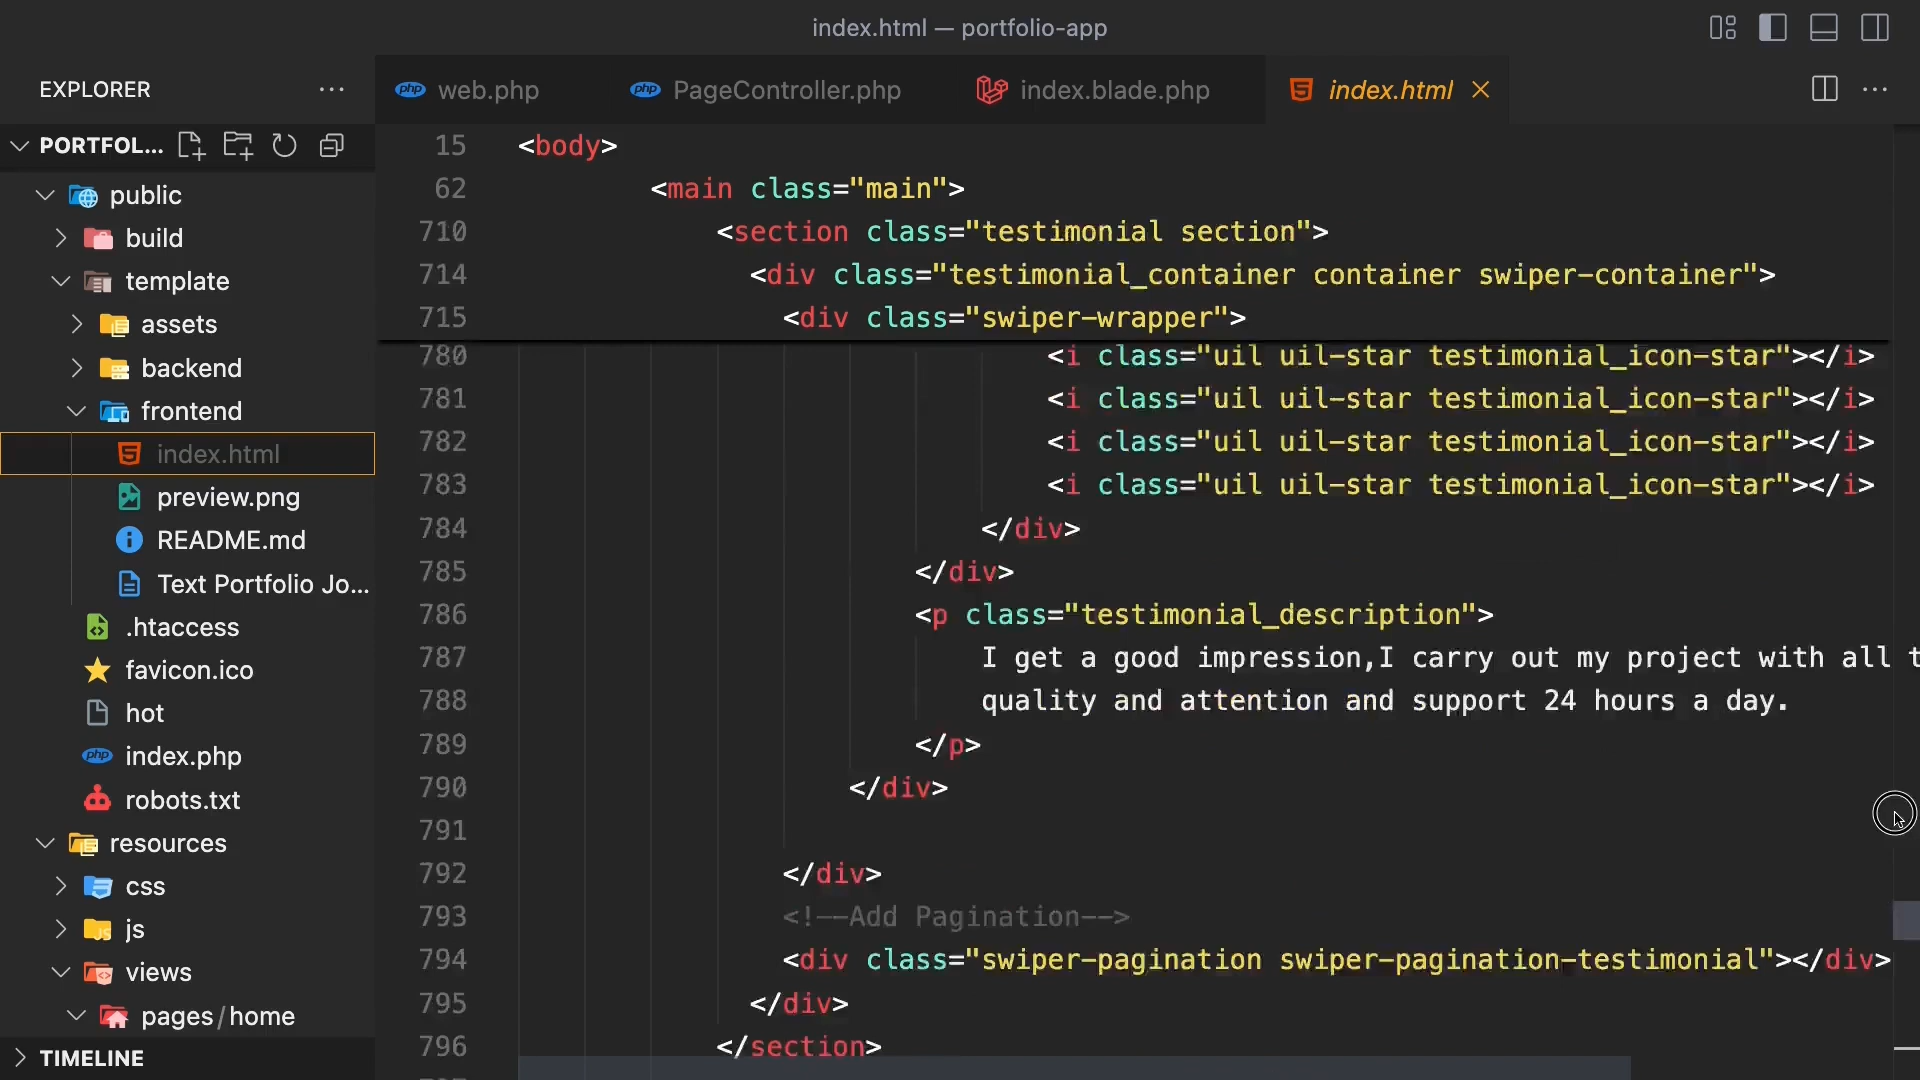 index.html — portfolio-app
EXPLORER
web.php
PageController.php
index.blade.php
index.html
PORTFOL...
public
build
template
assets
backend
frontend
index.html
preview.png
README.md
Text Portfolio Jo...
.htaccess
favicon.ico
hot
index.php
robots.txt
resources
css
js
views
pages/home
TIMELINE
15 <body>
62 <main class="main">
710 <section class="testimonial section">
714 <div class="testimonial_container container swiper-container">
715 <div class="swiper-wrapper">
780 <i class="uil uil-star testimonial_icon-star"></i>
781 <i class="uil uil-star testimonial_icon-star"></i>
782 <i class="uil uil-star testimonial_icon-star"></i>
783 <i class="uil uil-star testimonial_icon-star"></i>
784 </div>
785 </div>
786 <p class="testimonial_description">
787 I get a good impression,I carry out my project with all
788 quality and attention and support 24 hours a day.
789 </p>
790 </div>
791
792 </div>
793 <!--Add Pagination-->
794 <div class="swiper-pagination swiper-pagination-testimonial"></div>
795 </div>
796 </section>